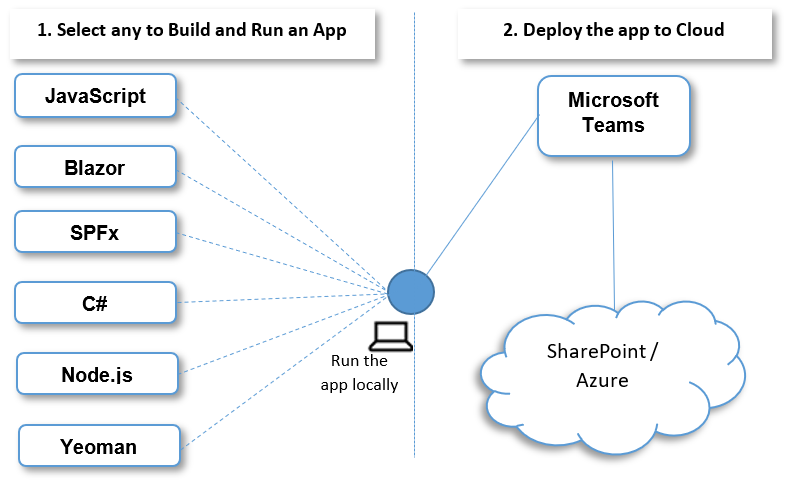 1. Select any to Build and Run an App
JavaScript
Blazor
SPFx
C#
Node.js
Yeoman
Run the
app locally
2. Deploy the app to Cloud
Microsoft
Teams
SharePoint /
Azure